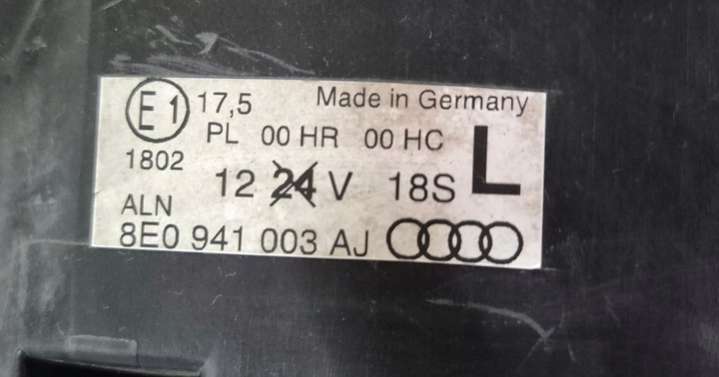 E1 17,5 Made in Germany
PL 00 HR 00 HC
1802
12 24 V 18S L
ALN
8E0 941 003 AJ